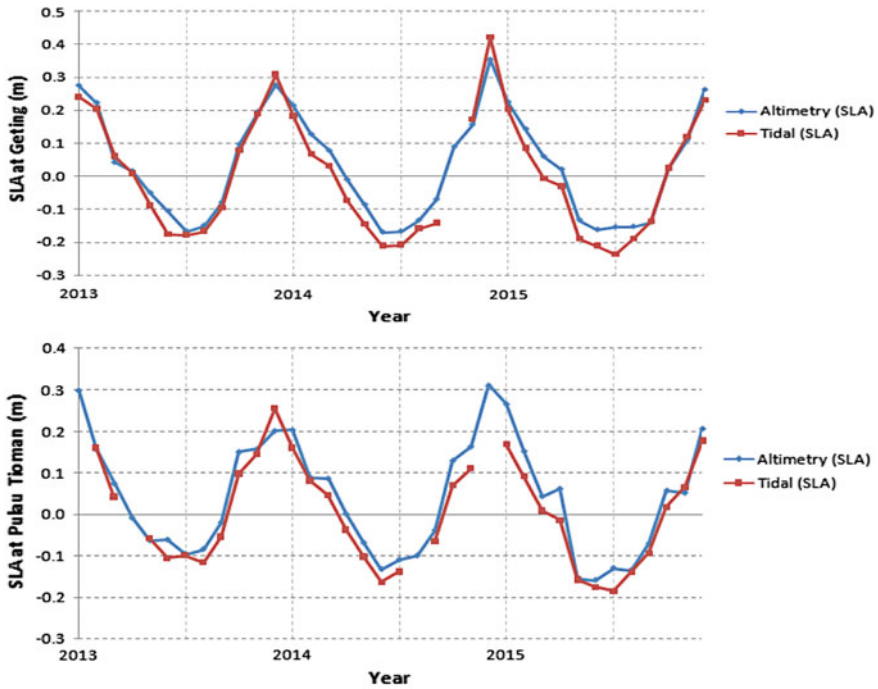 0.5
0.4
0.3
0.2
0.1
0.0
-0.1
-0.2
-0.3
SLA at Geting (m)
2013 2014 2015
Year
Altimetry (SLA)
Tidal (SLA)
0.4
0.3
0.2
0.1
0.0
-0.1
-0.2
-0.3
SLA at Pulau Tioman (m)
2013 2014 2015
Year
Altimetry (SLA)
Tidal (SLA)